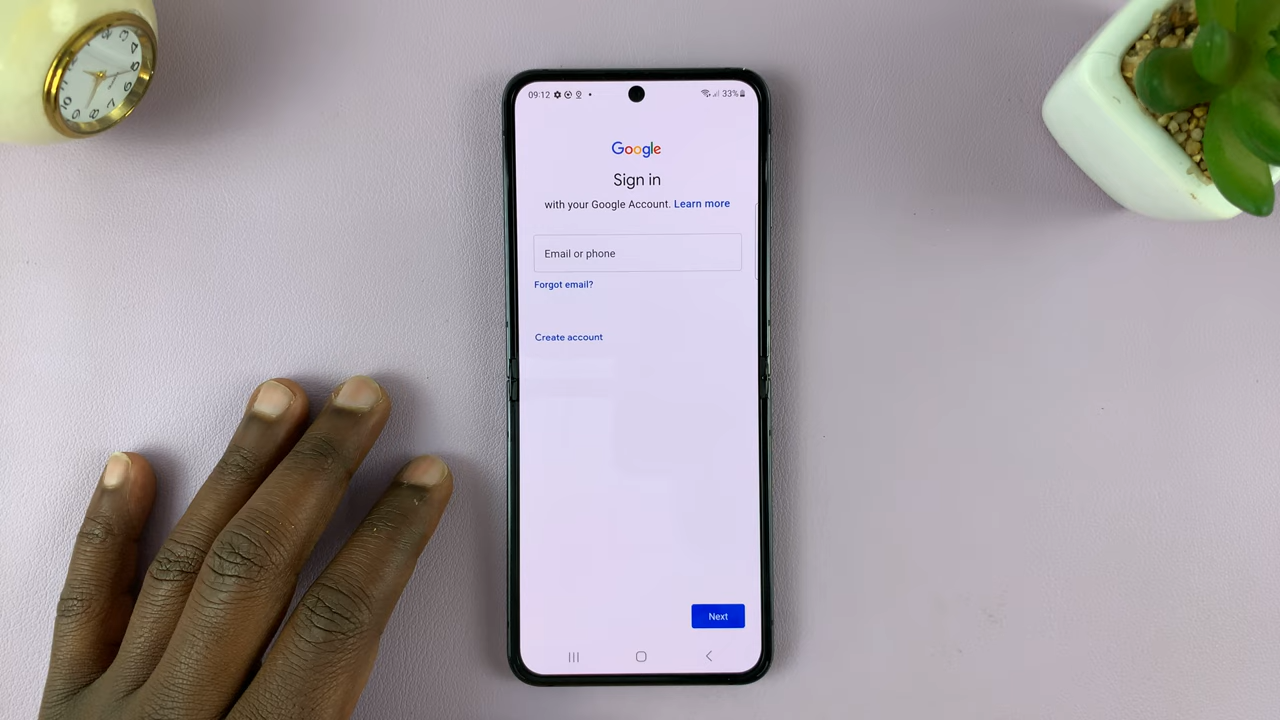 09:12 33%
Google
Sign in
with your Google Account. Learn more
Email or phone
Forgot email?
Create account
Next